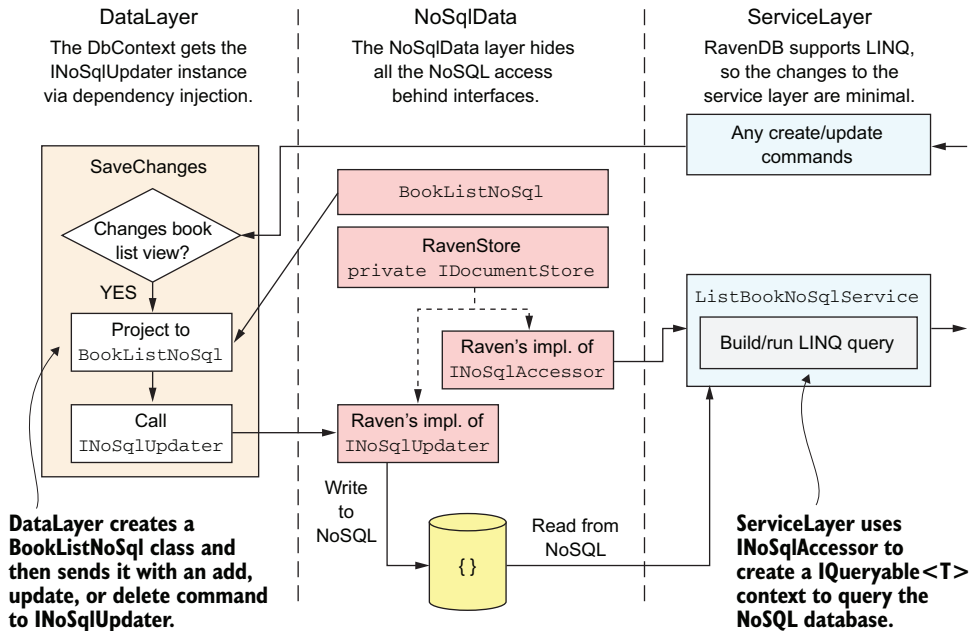 DataLayer
The DbContext gets the
INoSqlUpdater instance
via dependency injection.
NoSqlData
The NoSqlData layer hides
all the NoSQL access
behind interfaces.
ServiceLayer
RavenDB supports LINQ,
so the changes to the
service layer are minimal.
Any create/update
commands
SaveChanges
Changes book
list view?
YES
Project to
BookListNoSql
Call
INoSqlUpdater
BookListNoSql
RavenStore
private IDocumentStore
Raven's impl. of
INoSqlAccessor
Raven's impl. of
INoSqlUpdater
ListBookNoSqlService
Build/run LINQ query
Write
to
NoSQL
{ }
Read from
NoSQL
DataLayer creates a
BookListNoSql class and
then sends it with an add,
update, or delete command
to INoSqlUpdater.
ServiceLayer uses
INoSqlAccessor to
create a IQueryable<T>
context to query the
NoSQL database.